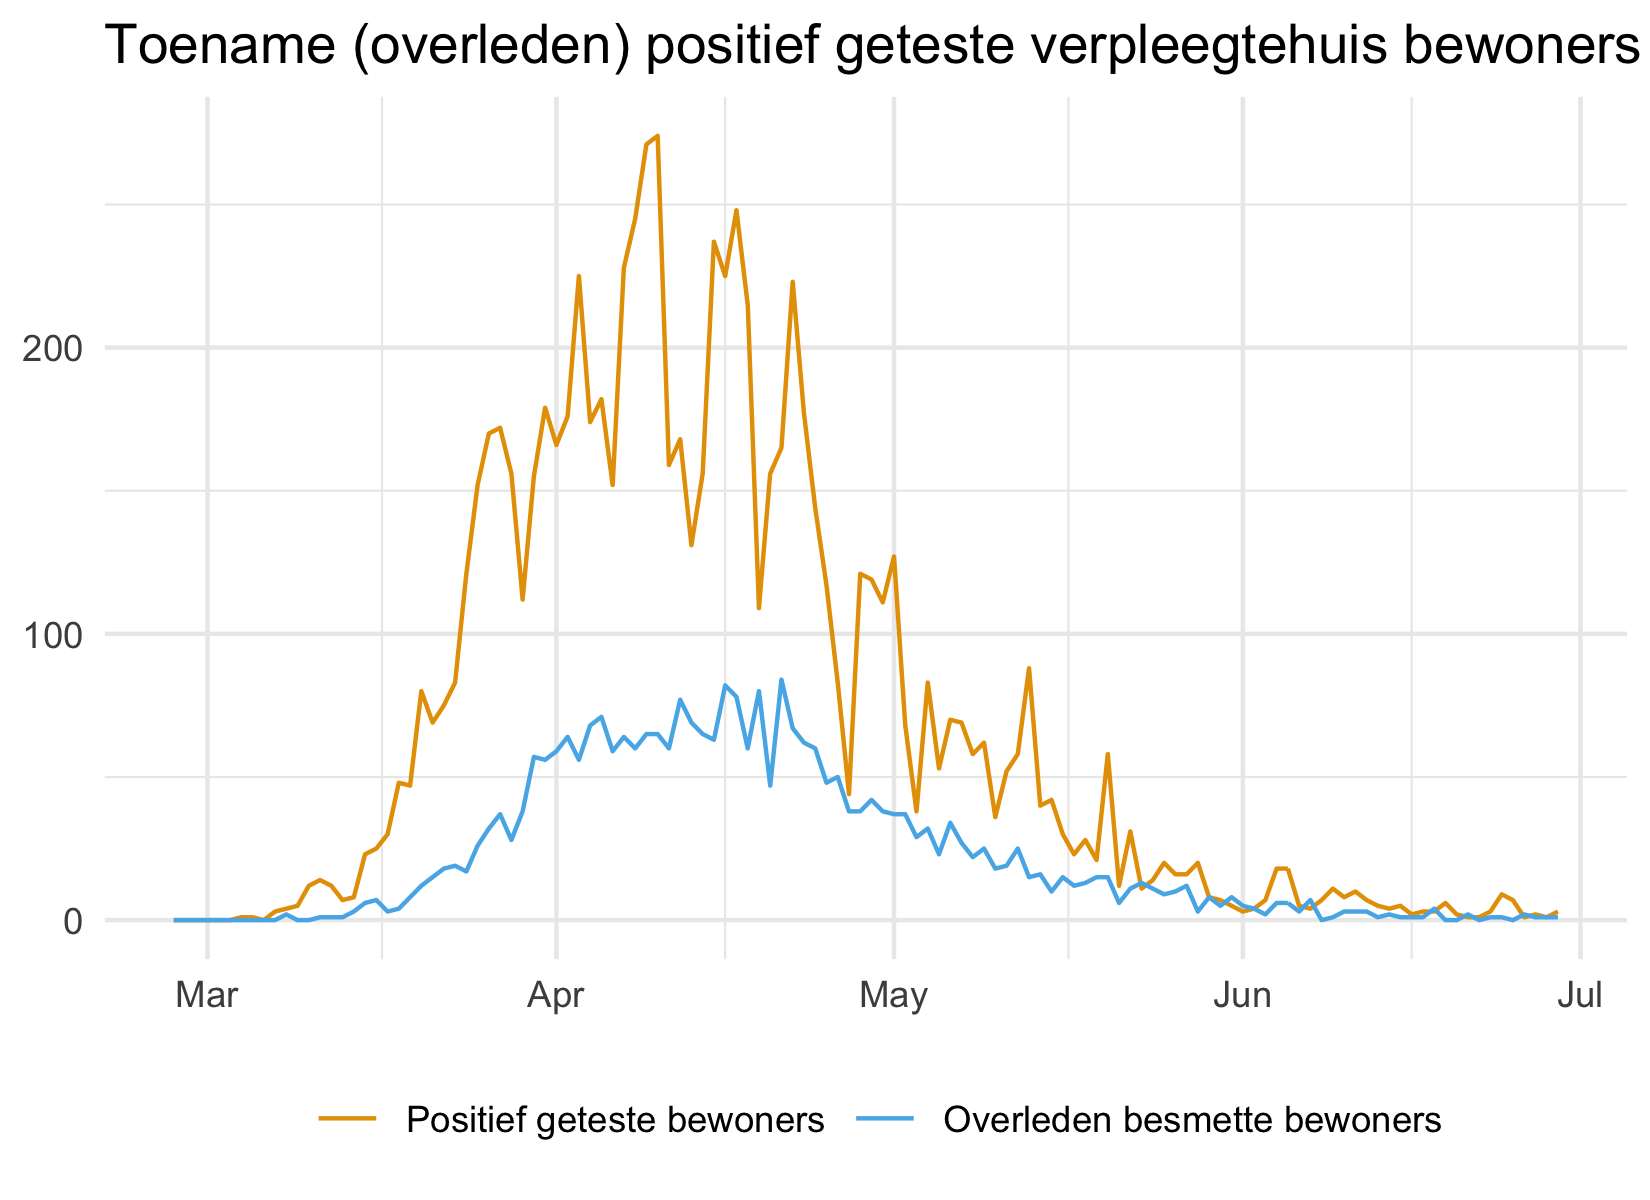 Toename (overleden) positief geteste verpleegtehuis bewoners
200
100
0
Mar Apr May Jun Jul
Positief geteste bewoners Overleden besmette bewoners